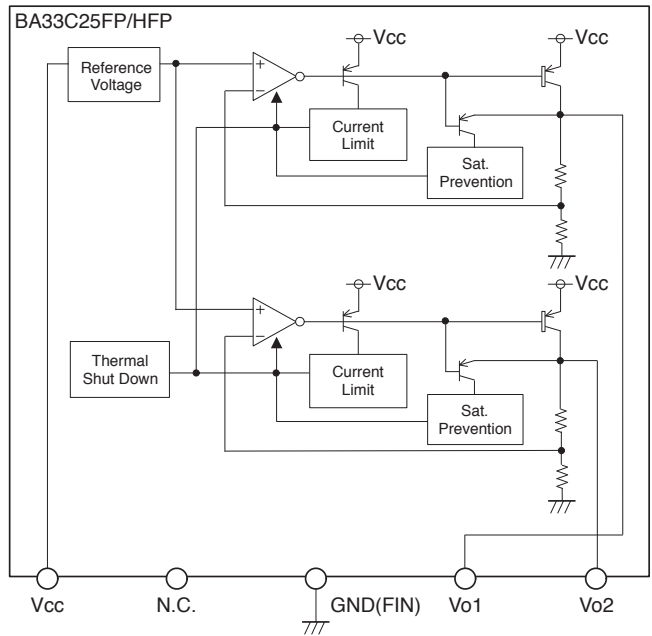 BA33C25FP/HFP
Vcc
Vcc
Reference
Voltage
+
−
Current
Limit
Sat.
Prevention
Vcc
Vcc
+
−
Thermal
Shut Down
Current
Limit
Sat.
Prevention
Vcc
N.C.
GND(FIN)
Vo1
Vo2